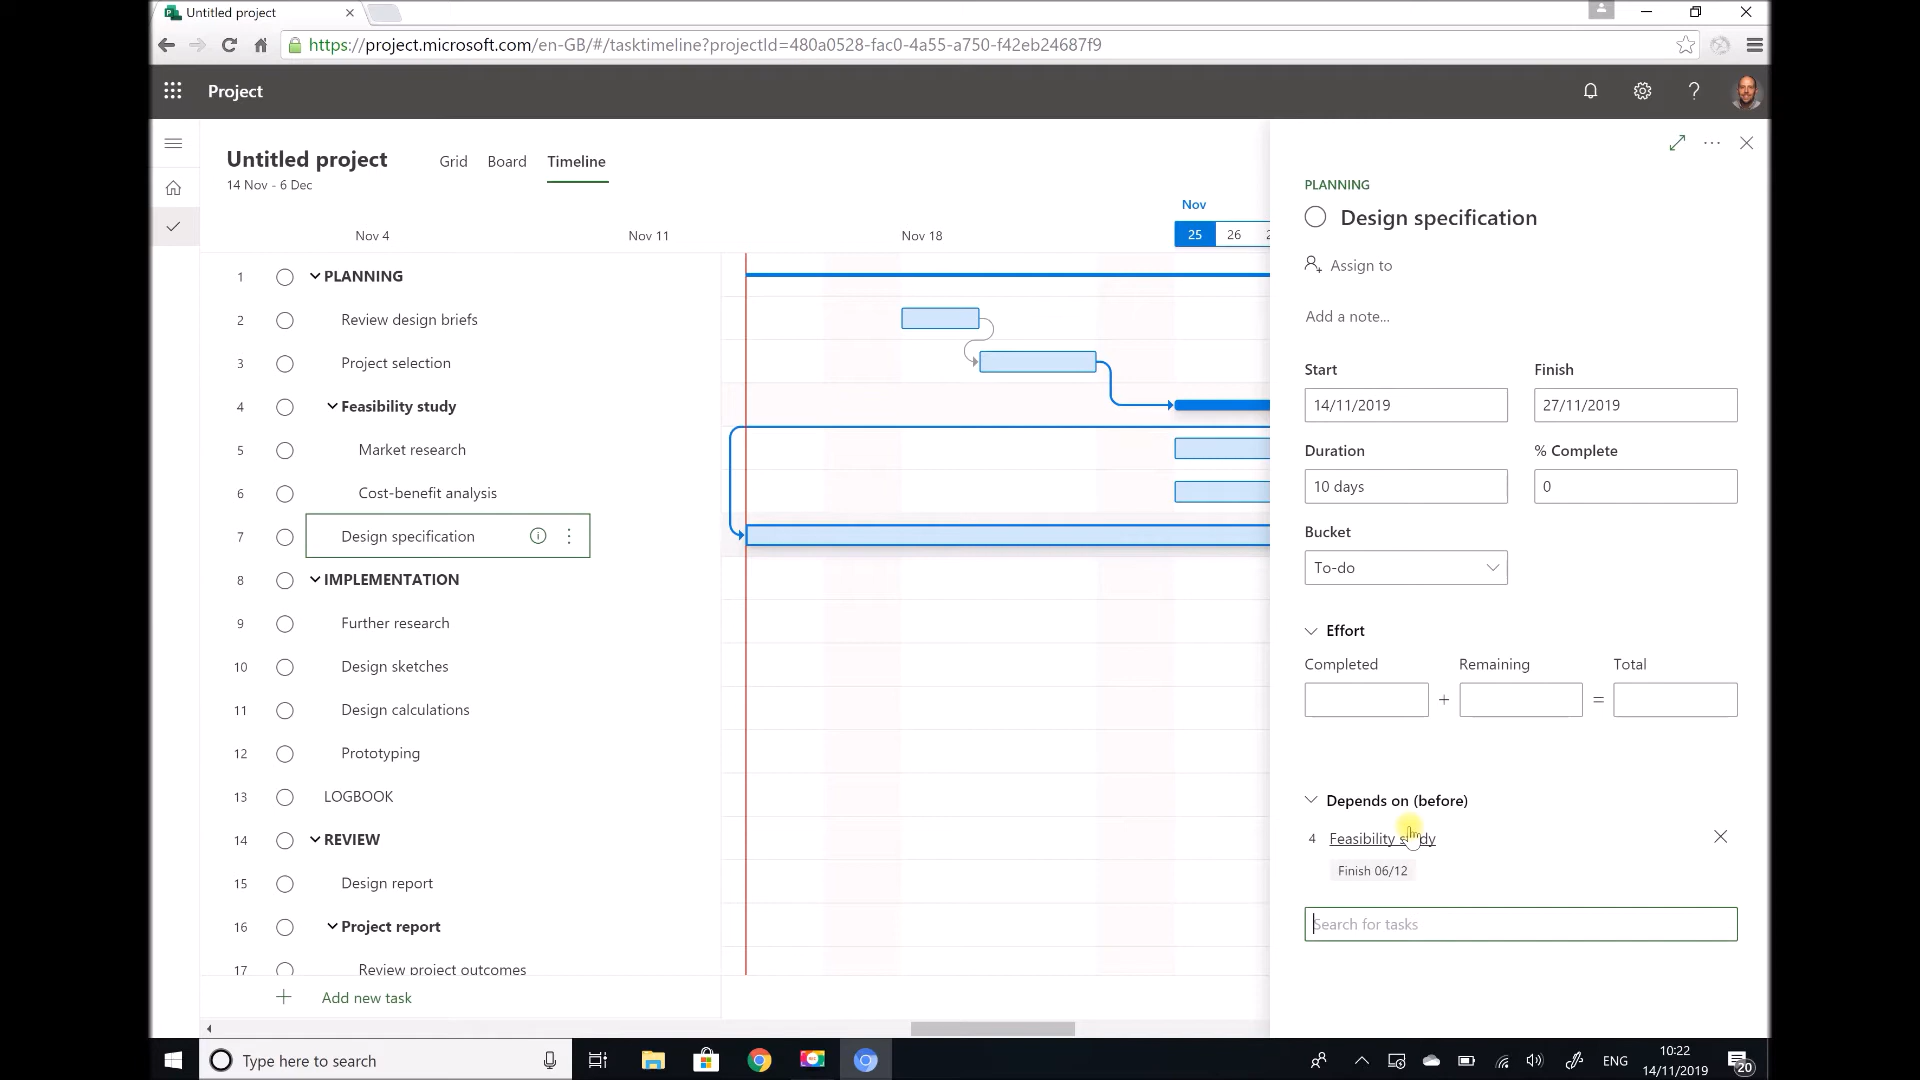 Untitled project
https://project.microsoft.com/en-GB/#/tasktimeline?projectId=480a0528-fac0-4a55-a750-f42eb24687f9
Project
Untitled project
Grid
Board
Timeline
14 Nov - 6 Dec
Nov
Nov 4
Nov 11
Nov 18
25
26
1 PLANNING
2 Review design briefs
3 Project selection
4 Feasibility study
5 Market research
6 Cost-benefit analysis
7 Design specification
8 IMPLEMENTATION
9 Further research
10 Design sketches
11 Design calculations
12 Prototyping
13 LOGBOOK
14 REVIEW
15 Design report
16 Project report
17 Review project outcomes
Add new task
PLANNING
Design specification
Assign to
Add a note...
Start
Finish
14/11/2019
27/11/2019
Duration
% Complete
10 days
0
Bucket
To-do
Effort
Completed
Remaining
Total
+
=
Depends on (before)
4 Feasibility study
Finish 06/12
Search for tasks
Type here to search
ENG
10:22
14/11/2019
20